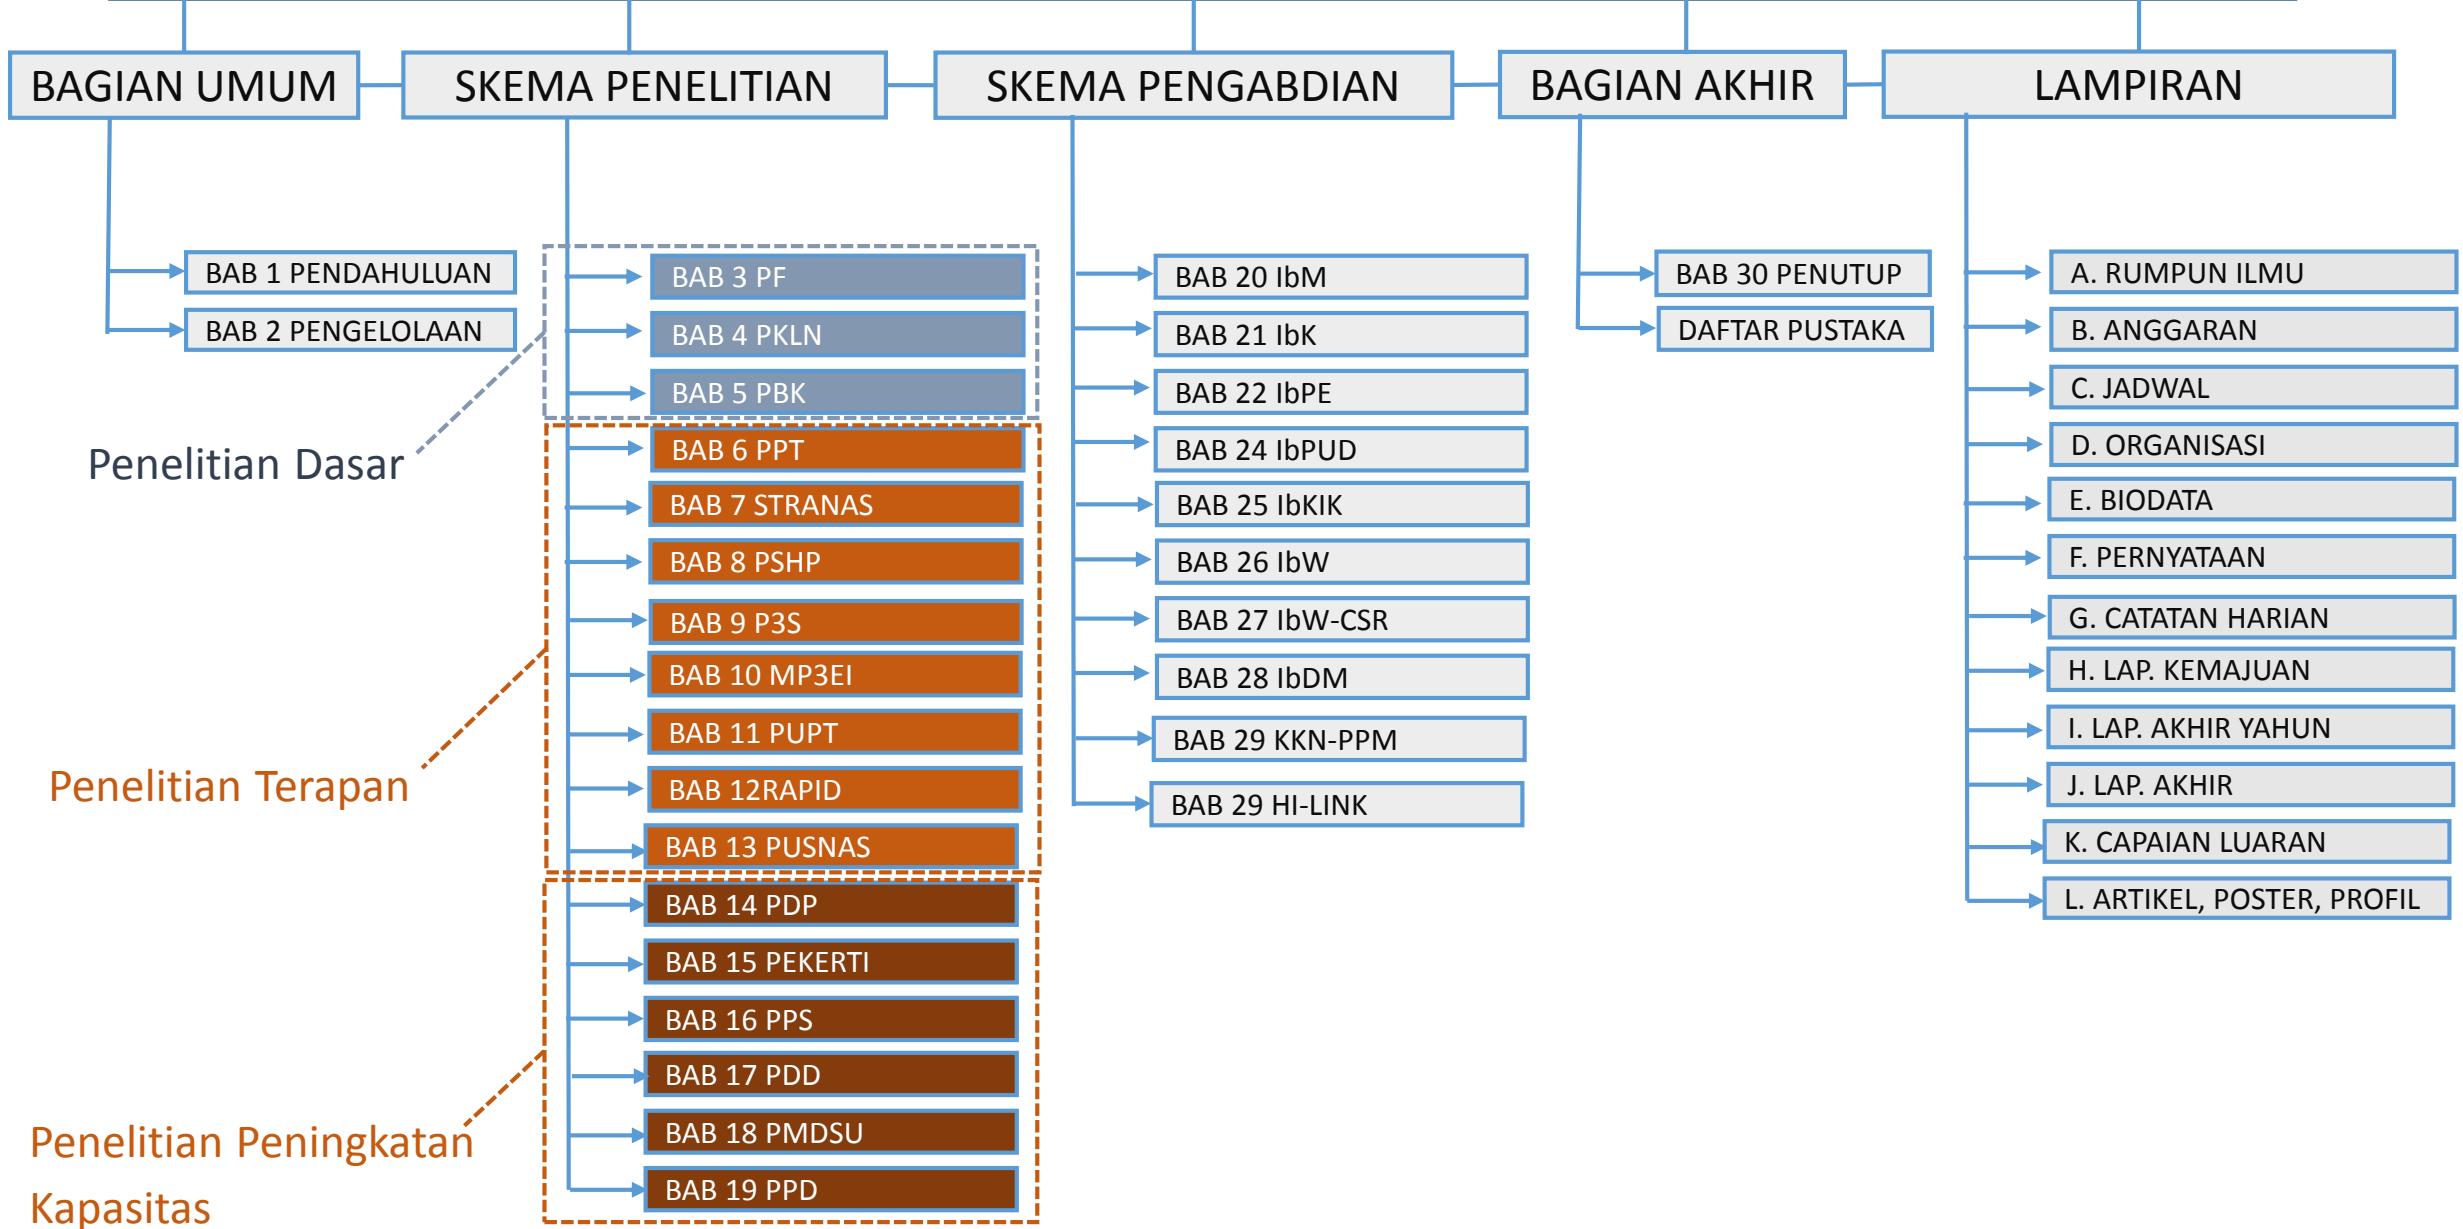 BAGIAN UMUM
SKEMA PENELITIAN
SKEMA PENGABDIAN
BAGIAN AKHIR
LAMPIRAN
BAB 1 PENDAHULUAN
BAB 2 PENGELOLAAN
Penelitian Dasar
Penelitian Terapan
Penelitian Peningkatan
Kapasitas
BAB 3 PF
BAB 4 PKLN
BAB 5 PBK
BAB 6 PPT
BAB 7 STRANAS
BAB 8 PSHP
BAB 9 P3S
BAB 10 MP3EI
BAB 11 PUPT
BAB 12RAPID
BAB 13 PUSNAS
BAB 14 PDP
BAB 15 PEKERTI
BAB 16 PPS
BAB 17 PDD
BAB 18 PMDSU
BAB 19 PPD
BAB 20 IbM
BAB 21 IbK
BAB 22 IbPE
BAB 24 IbPUD
BAB 25 IbKIK
BAB 26 IbW
BAB 27 IbW-CSR
BAB 28 IbDM
BAB 29 KKN-PPM
BAB 29 HI-LINK
BAB 30 PENUTUP
DAFTAR PUSTAKA
A. RUMPUN ILMU
B. ANGGARAN
C. JADWAL
D. ORGANISASI
E. BIODATA
F. PERNYATAAN
G. CATATAN HARIAN
H. LAP. KEMAJUAN
I. LAP. AKHIR YAHUN
J. LAP. AKHIR
K. CAPAIAN LUARAN
L. ARTIKEL, POSTER, PROFIL